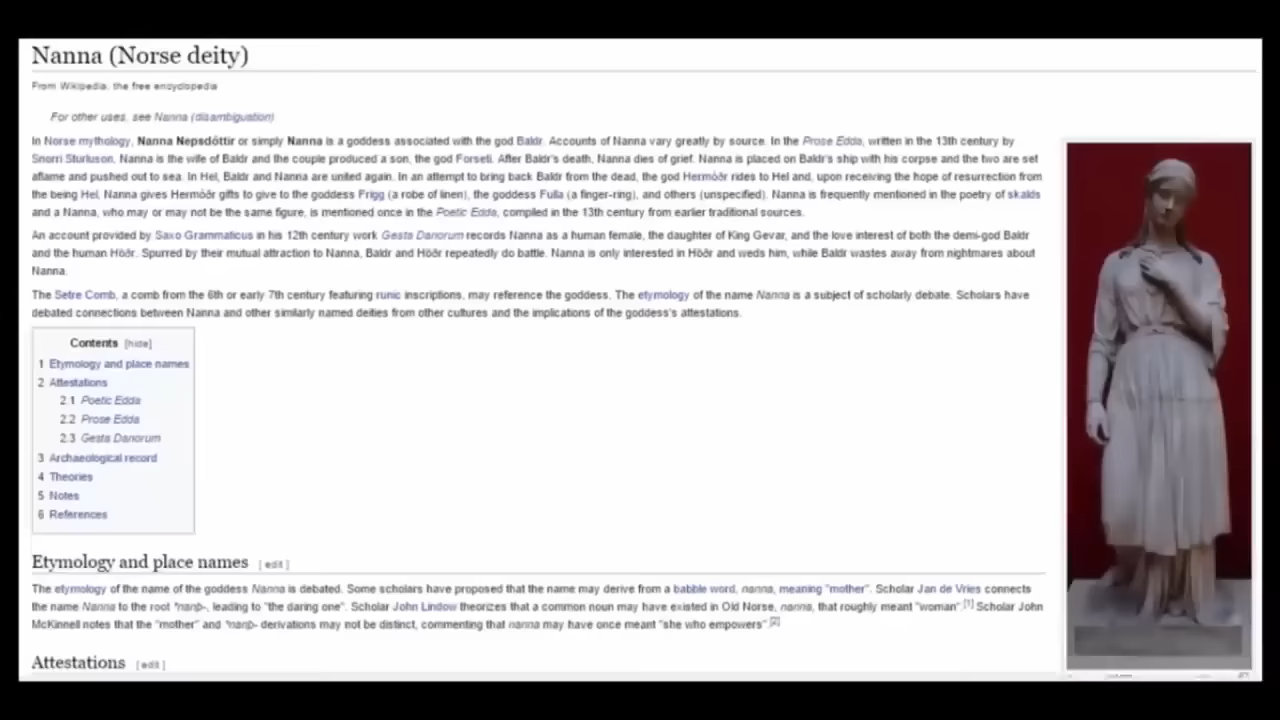 Nanna (Norse deity)
From Wikipedia, the free encyclopedia
For other uses, see Nanna (disambiguation)
In Norse mythology, Nanna Nepsdóttir or simply Nanna is a goddess associated with the god Baldr. Accounts of Nanna vary greatly by source. In the Prose Edda, written in the 13th century by
Snorri Sturluson, Nanna is the wife of Baldr and the couple produced a son, the god Forseti. After Baldr's death, Nanna dies of grief. Nanna is placed on Baldr's ship with his corpse and the two are set
aflame and pushed out to sea. In Hel, Baldr and Nanna are united again. In an attempt to bring back Baldr from the dead, the god Hermóðr rides to Hel and, upon receiving the hope of resurrection from
the being Hel, Nanna gives Hermóðr gifts to give to the goddess Frigg (a robe of linen), the goddess Fulla (a finger-ring), and others (unspecified). Nanna is frequently mentioned in the poetry of skalds
and a Nanna, who may or may not be the same figure, is mentioned once in the Poetic Edda, compiled in the 13th century from earlier traditional sources.
An account provided by Saxo Grammaticus in his 12th century work Gesta Danorum records Nanna as a human female, the daughter of King Gevar, and the love interest of both the demi-god Baldr
and the human Höðr. Spurred by their mutual attraction to Nanna, Baldr and Höðr repeatedly do battle. Nanna is only interested in Höðr and weds him, while Baldr wastes away from nightmares about
Nanna.
The Setre Comb, a comb from the 6th or early 7th century featuring runic inscriptions, may reference the goddess. The etymology of the name Nanna is a subject of scholarly debate. Scholars have
debated connections between Nanna and other similarly named deities from other cultures and the implications of the goddess's attestations.
Contents [hide]
1 Etymology and place names
2 Attestations
2.1 Poetic Edda
2.2 Prose Edda
2.3 Gesta Danorum
3 Archaeological record
4 Theories
5 Notes
6 References
Etymology and place names [ edit ]
The etymology of the name of the goddess Nanna is debated. Some scholars have proposed that the name may derive from a babble word, nanna, meaning "mother". Scholar Jan de Vries connects
the name Nanna to the root *nanþ-, leading to "the daring one". Scholar John Lindow theorizes that a common noun may have existed in Old Norse, nanna, that roughly meant "woman".[1] Scholar John
McKinnell notes that the "mother" and *nanþ- derivations may not be distinct, commenting that nanna may have once meant "she who empowers".[2]
Attestations [ edit ]